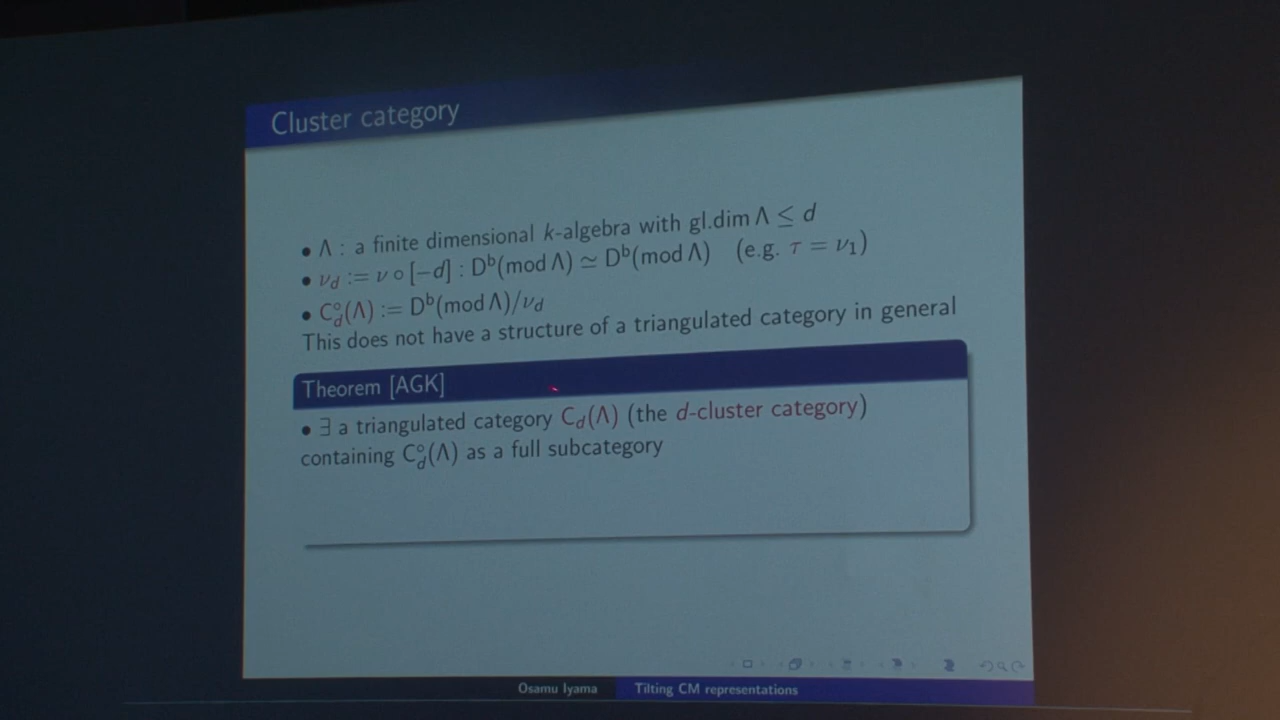 Cluster category
• Λ : a finite dimensional k-algebra with gl.dim Λ ≤ d
• ν_d := ν ∘ [−d] : D^b(mod Λ) ≃ D^b(mod Λ) (e.g. τ = ν_1)
• C°_d(Λ) := D^b(mod Λ)/ν_d
This does not have a structure of a triangulated category in general
Theorem [AGK]
• ∃ a triangulated category C_d(Λ) (the d-cluster category)
containing C°_d(Λ) as a full subcategory
Osamu Iyama Tilting CM representations